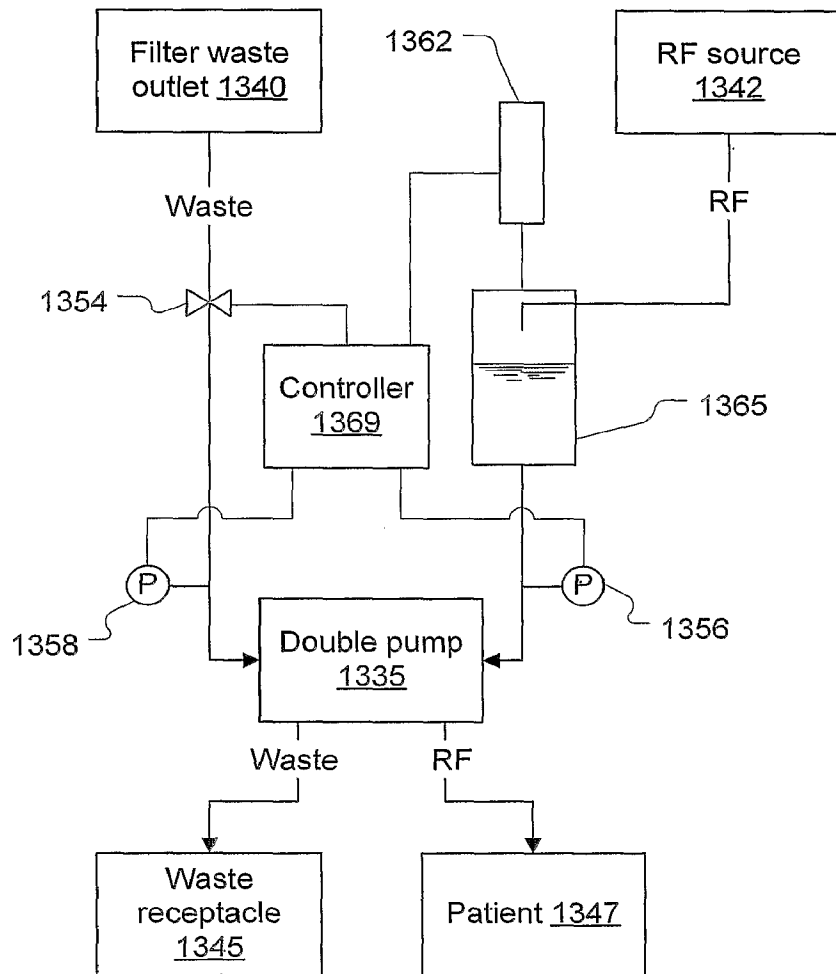 Filter waste
outlet 1340
1362
RF source
1342
Waste
RF
1354
Controller
1369
1365
P
P
1358
1356
Double pump
1335
Waste
RF
Waste
receptacle
1345
Patient 1347